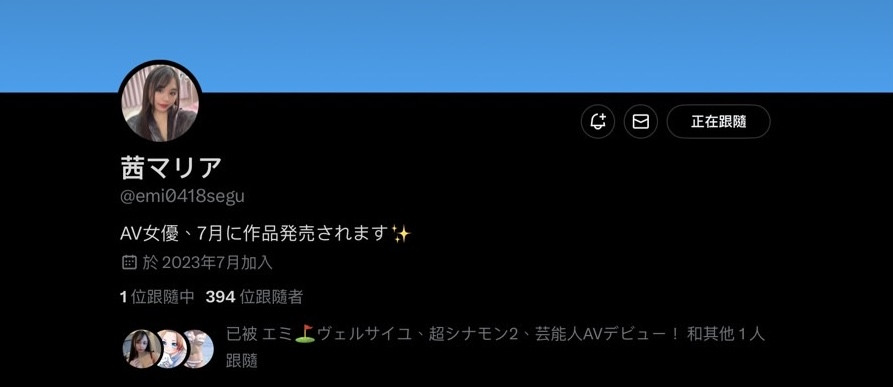 正在跟隨
茜マリア
@emi0418segu
AV女優、7月に作品発売されます✨
於 2023年7月加入
1 位跟隨中 394 位跟隨者
已被 エミ⛳ヴェルサイユ、超シナモン2、芸能人AVデビュー！ 和其他 1 人
跟隨